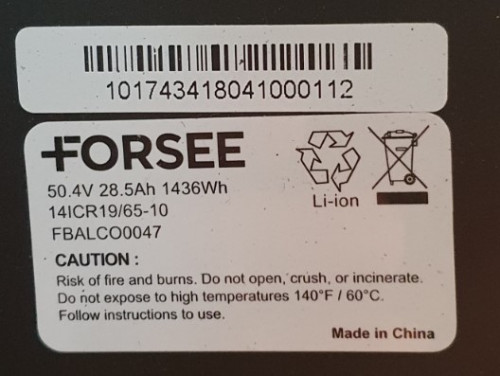 101743418041000112
FORSEE
50.4V 28.5Ah 1436Wh
14ICR19/65-10
FBALCO0047
Li-ion
CAUTION :
Risk of fire and burns. Do not open, crush, or incinerate.
Do not expose to high temperatures 140°F / 60°C.
Follow instructions to use.
Made in China